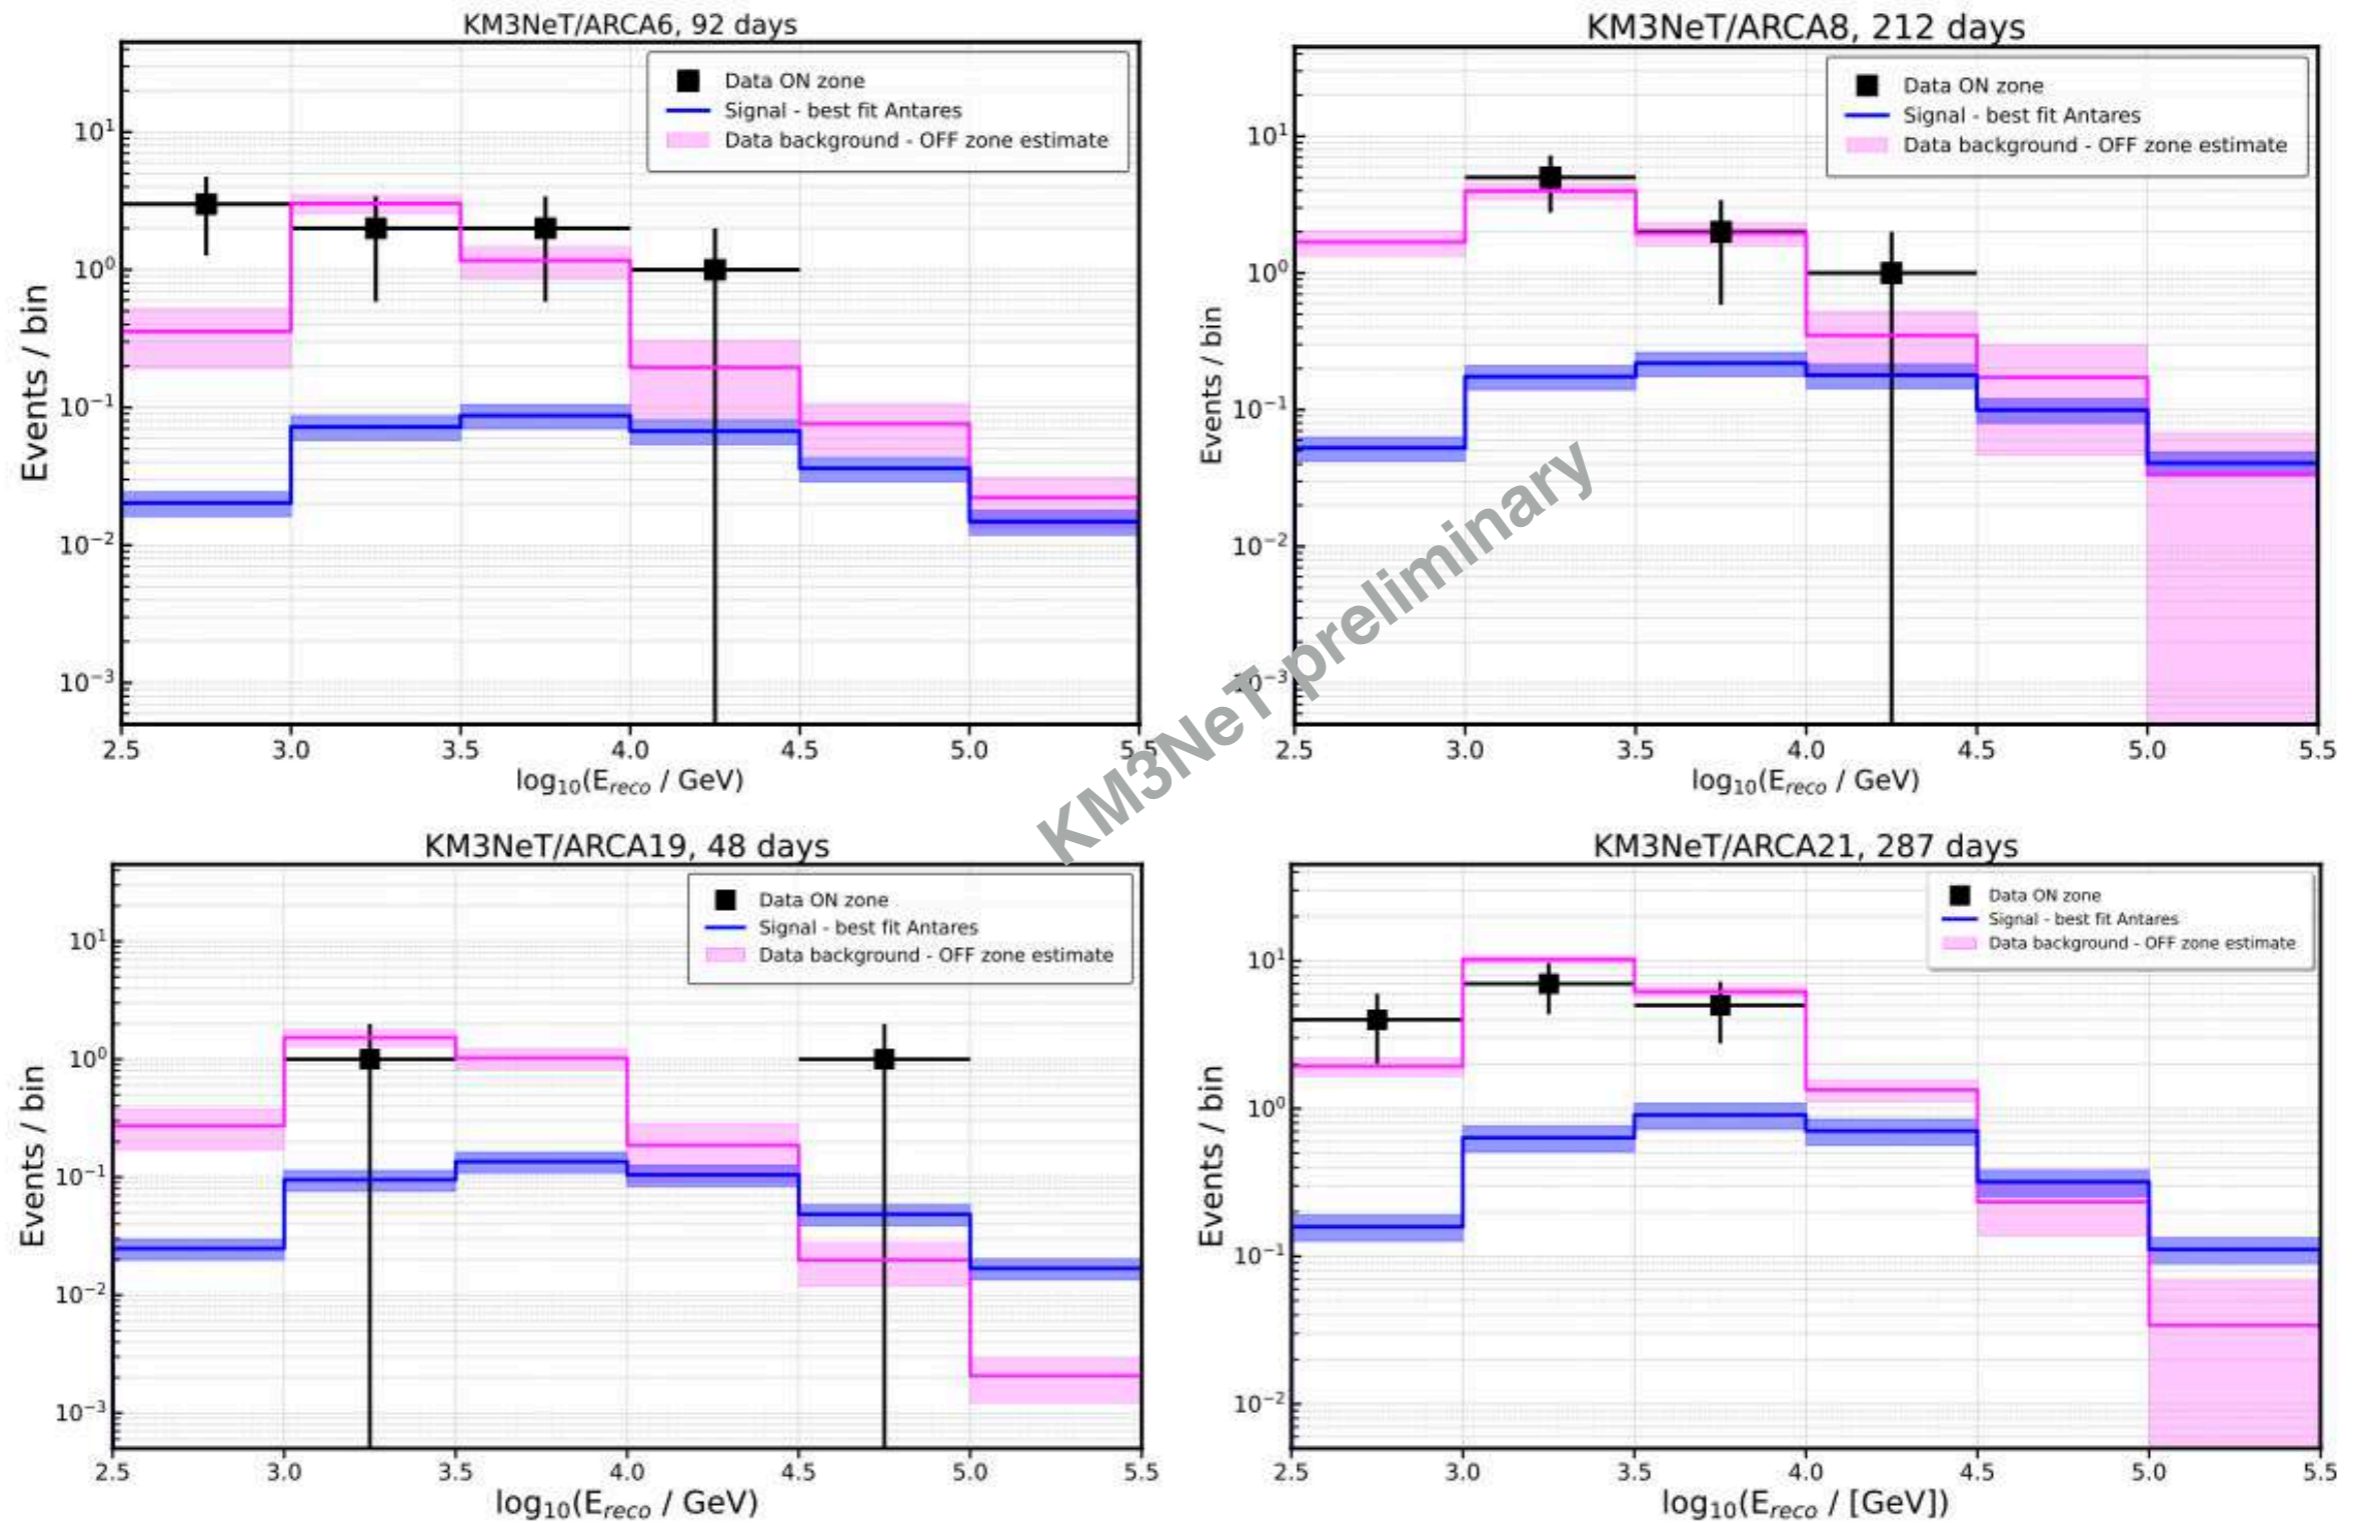 KM3NeT/ARCA6, 92 days
Data ON zone
Signal - best fit Antares
Data background - OFF zone estimate
Events / bin
10¹
10⁰
10⁻¹
10⁻²
10⁻³
2.5 3.0 3.5 4.0 4.5 5.0 5.5
log₁₀(E_reco / GeV)
KM3NeT/ARCA8, 212 days
Data ON zone
Signal - best fit Antares
Data background - OFF zone estimate
Events / bin
10¹
10⁰
10⁻¹
10⁻²
10⁻³
2.5 3.0 3.5 4.0 4.5 5.0 5.5
log₁₀(E_reco / GeV)
KM3NeT preliminary
KM3NeT/ARCA19, 48 days
Data ON zone
Signal - best fit Antares
Data background - OFF zone estimate
Events / bin
10¹
10⁰
10⁻¹
10⁻²
10⁻³
2.5 3.0 3.5 4.0 4.5 5.0 5.5
log₁₀(E_reco / GeV)
KM3NeT/ARCA21, 287 days
Data ON zone
Signal - best fit Antares
Data background - OFF zone estimate
Events / bin
10¹
10⁰
10⁻¹
10⁻²
2.5 3.0 3.5 4.0 4.5 5.0 5.5
log₁₀(E_reco / [GeV])